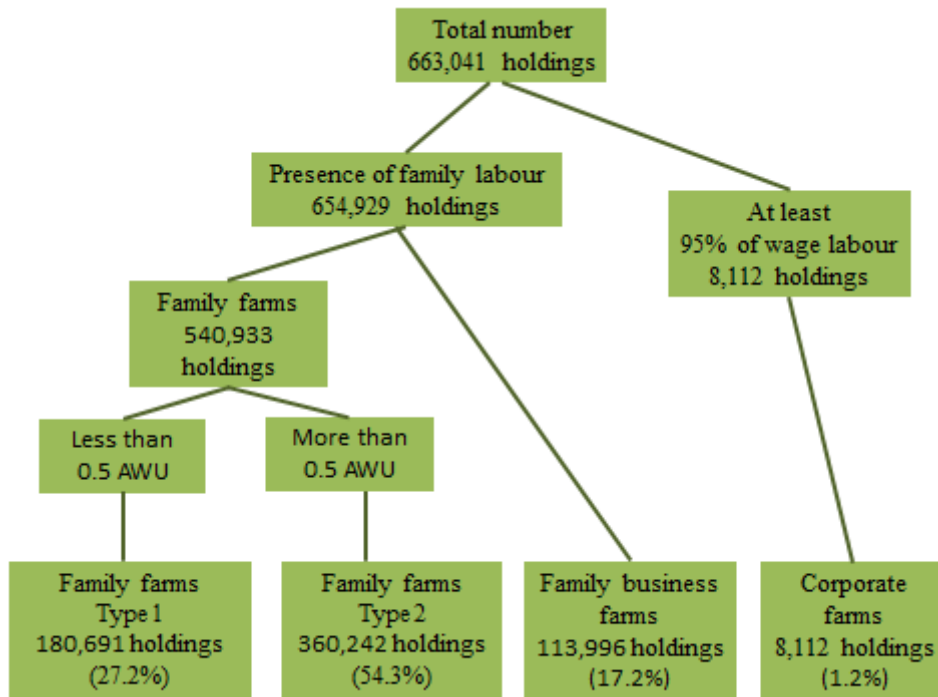 Total number
663,041 holdings
Presence of family labour
654,929 holdings
At least
95% of wage labour
8,112 holdings
Family farms
540,933
holdings
Less than
0.5 AWU
More than
0.5 AWU
Family farms
Type 1
180,691 holdings
(27.2%)
Family farms
Type 2
360,242 holdings
(54.3%)
Family business
farms
113,996 holdings
(17.2%)
Corporate
farms
8,112 holdings
(1.2%)